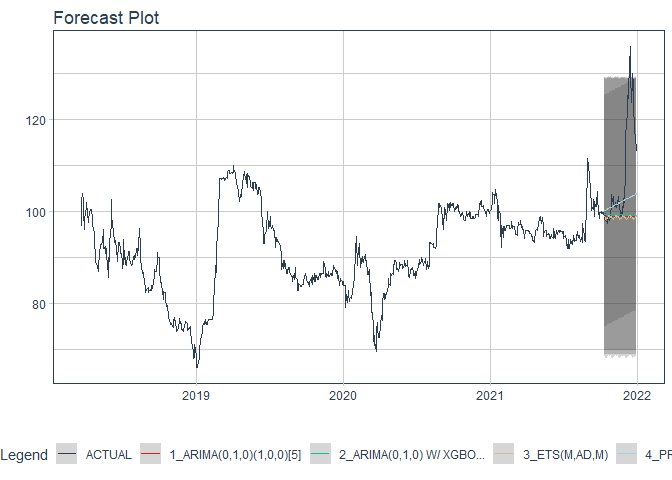 Forecast Plot
120
100
80
2019 2020 2021 2022
Legend ACTUAL 1_ARIMA(0,1,0)(1,0,0)[5] 2_ARIMA(0,1,0) W/ XGBO... 3_ETS(M,AD,M) 4_PF